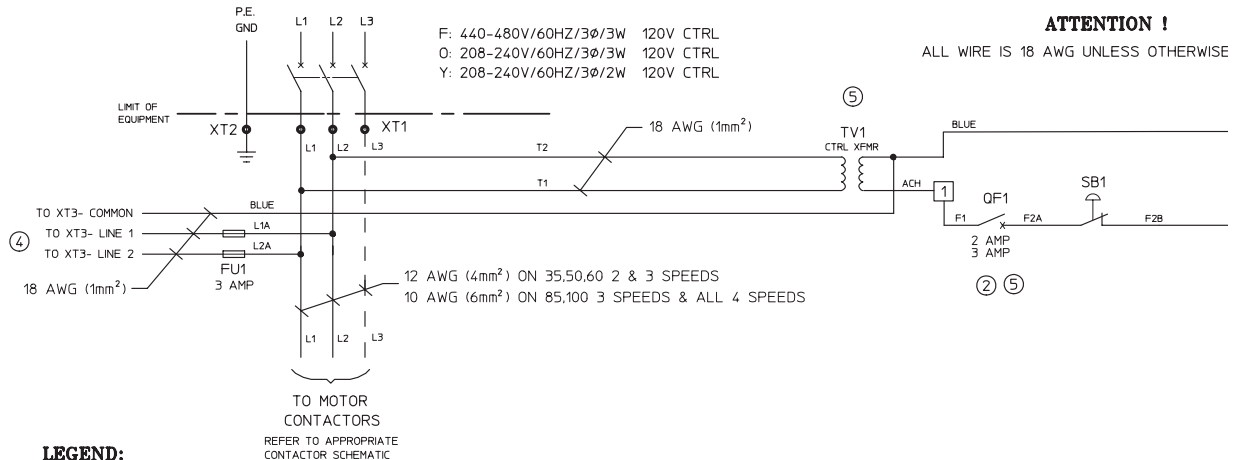 P.E.
GND
L1 L2 L3
F: 440-480V/60HZ/3ø/3W 120V CTRL
O: 208-240V/60HZ/3ø/3W 120V CTRL
Y: 208-240V/60HZ/3ø/2W 120V CTRL
ATTENTION !
ALL WIRE IS 18 AWG UNLESS OTHERWISE
LIMIT OF
EQUIPMENT
XT2
XT1
L1 L2 L3
18 AWG (1mm²)
5
TV1
CTRL XFMR
BLUE
T2
T1
ACH
1
QF1
SB1
F1
F2A
F2B
2 AMP
3 AMP
2 5
TO XT3- COMMON
BLUE
4
TO XT3- LINE 1
L1A
TO XT3- LINE 2
L2A
FU1
3 AMP
18 AWG (1mm²)
12 AWG (4mm²) ON 35,50,60 2 & 3 SPEEDS
10 AWG (6mm²) ON 85,100 3 SPEEDS & ALL 4 SPEEDS
L1 L2 L3
TO MOTOR
CONTACTORS
REFER TO APPROPRIATE
CONTACTOR SCHEMATIC
LEGEND: